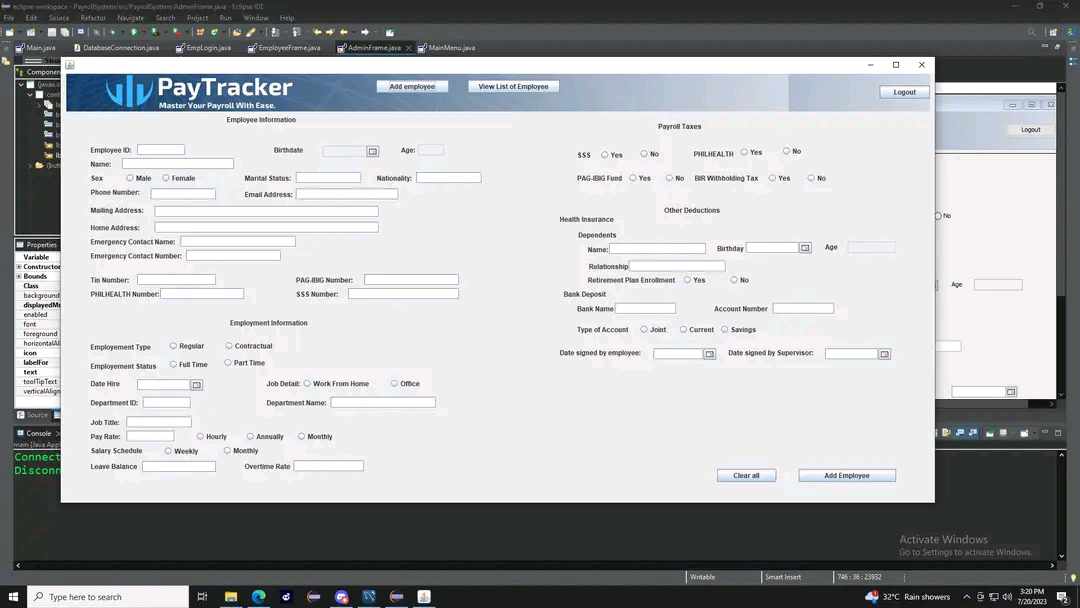 eclipse-workspace - PayrollSystem/src/PayrollSystem/AdminFrame.java - Eclipse IDE
File Edit Source Refactor Navigate Search Project Run Window Help
Main.java DatabaseConnection.java EmpLogin.java EmployeeFrame.java AdminFrame.java MainMenu.java
Component
PayTracker
Master Your Payroll With Ease.
Add employee View List of Employee Logout
Logout
Employee Information Payroll Taxes
Employee ID: Birthdate Age: SSS Yes No PHILHEALTH Yes No
Name:
Sex Male Female Marital Status: Nationality: PAG-IBIG Fund Yes No BIR Withholding Tax Yes No
Phone Number: Email Address:
Mailing Address: Other Deductions
Home Address: Health Insurance
No
Emergency Contact Name: Dependents
Emergency Contact Number: Name: Birthday Age
Relationship
Tin Number: PAG-IBIG Number: Retirement Plan Enrollment Yes No
Age
PHILHEALTH Number: SSS Number: Bank Deposit
Bank Name Account Number
Employment Information
Type of Account Joint Current Savings
Employement Type Regular Contractual
Employement Status Full Time Part Time
Date signed by employee: Date signed by Supervisor:
Date Hire Job Detail: Work From Home Office
Department ID: Department Name:
Job Title:
Pay Rate: Hourly Annually Monthly
Salary Schedule Weekly Monthly
Leave Balance Overtime Rate
Clear all Add Employee
Properties
Variable
Constructor
Bounds
Class
background
displayedM
enabled
font
foreground
horizontalAl
icon
labelFor
text
toolTipText
verticalAlign
Source
Console
main [Java Appl
Connect
Disconn
Activate Windows
Go to Settings to activate Windows.
Writable Smart Insert 746 : 36 : 23932
Type here to search
32°C Rain showers
3:20 PM
7/20/2023
2